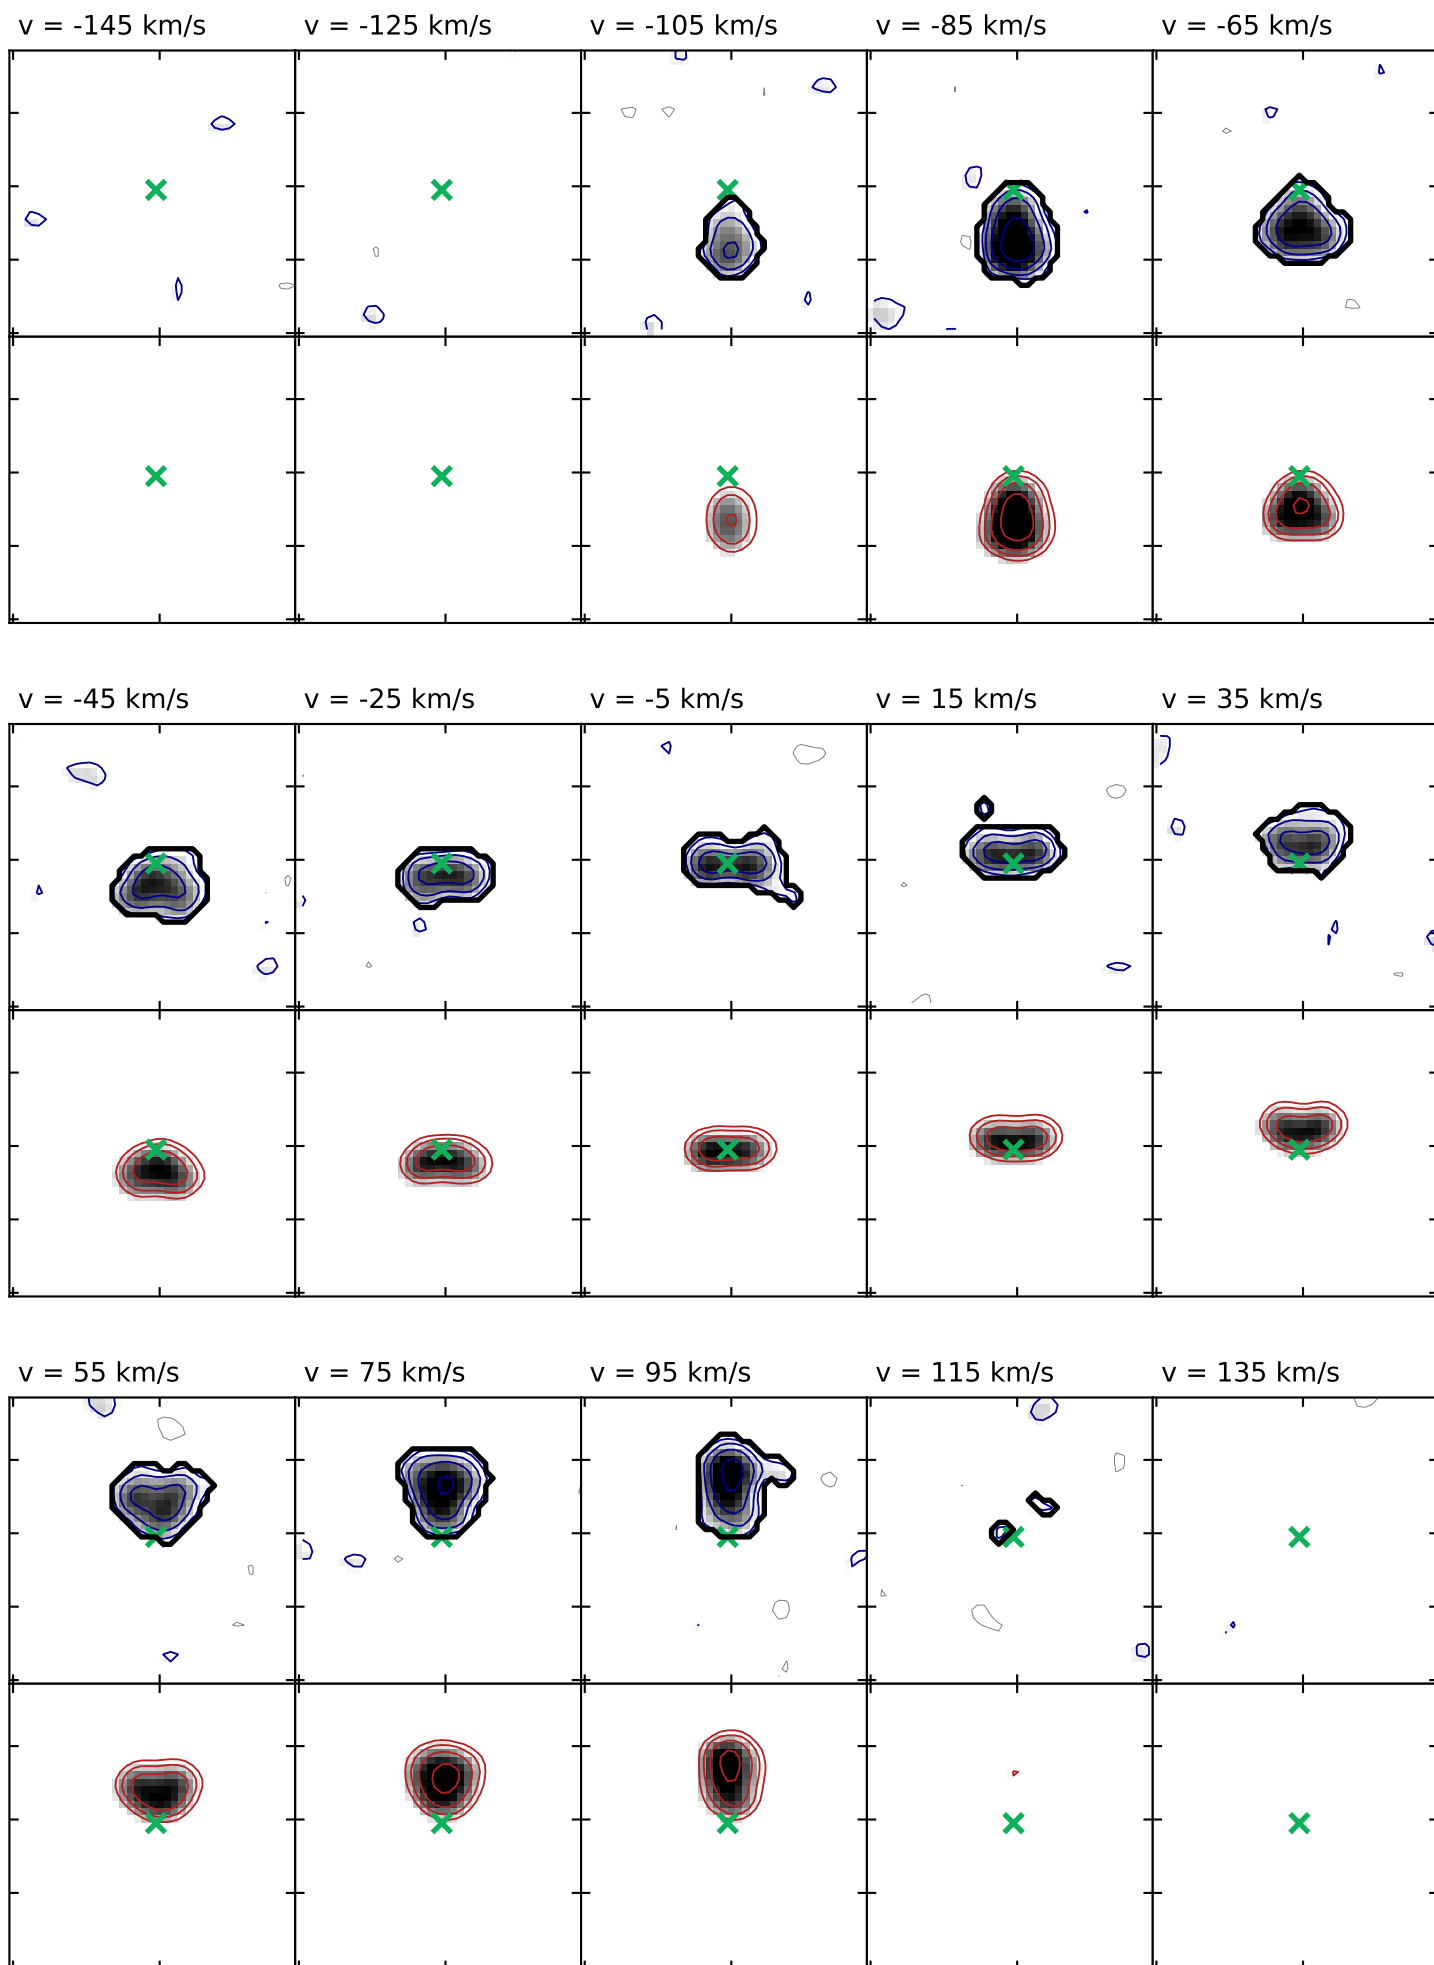 v = -145 km/s
v = -125 km/s
v = -105 km/s
v = -85 km/s
v = -65 km/s
v = -45 km/s
v = -25 km/s
v = -5 km/s
v = 15 km/s
v = 35 km/s
v = 55 km/s
v = 75 km/s
v = 95 km/s
v = 115 km/s
v = 135 km/s